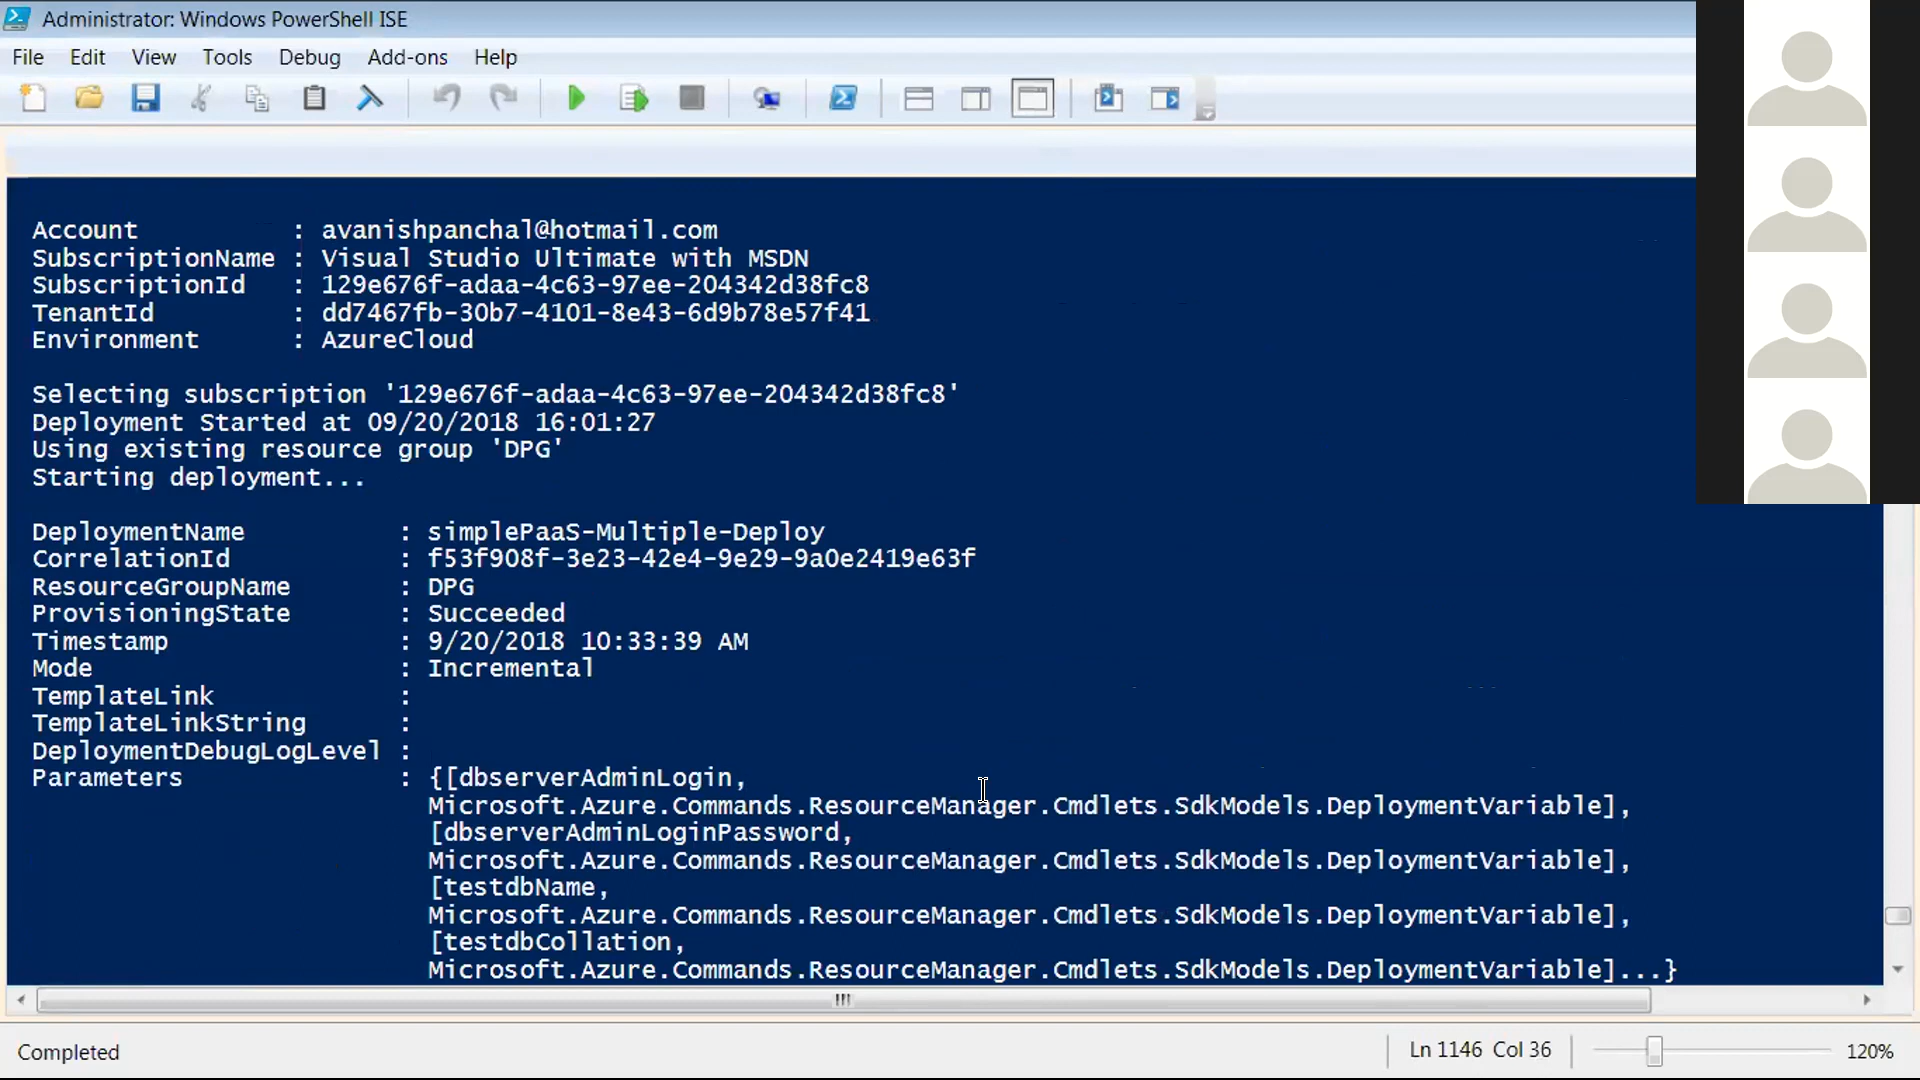 Administrator: Windows PowerShell ISE
File Edit View Tools Debug Add-ons Help
Account : avanishpanchal@hotmail.com
SubscriptionName : Visual Studio Ultimate with MSDN
SubscriptionId : 129e676f-adaa-4c63-97ee-204342d38fc8
TenantId : dd7467fb-30b7-4101-8e43-6d9b78e57f41
Environment : AzureCloud
Selecting subscription '129e676f-adaa-4c63-97ee-204342d38fc8'
Deployment Started at 09/20/2018 16:01:27
Using existing resource group 'DPG'
Starting deployment...
DeploymentName : simplePaaS-Multiple-Deploy
CorrelationId : f53f908f-3e23-42e4-9e29-9a0e2419e63f
ResourceGroupName : DPG
ProvisioningState : Succeeded
Timestamp : 9/20/2018 10:33:39 AM
Mode : Incremental
TemplateLink :
TemplateLinkString :
DeploymentDebugLogLevel :
Parameters : {[dbserverAdminLogin,
Microsoft.Azure.Commands.ResourceManager.Cmdlets.SdkModels.DeploymentVariable],
[dbserverAdminLoginPassword,
Microsoft.Azure.Commands.ResourceManager.Cmdlets.SdkModels.DeploymentVariable],
[testdbName,
Microsoft.Azure.Commands.ResourceManager.Cmdlets.SdkModels.DeploymentVariable],
[testdbCollation,
Microsoft.Azure.Commands.ResourceManager.Cmdlets.SdkModels.DeploymentVariable]...}
Completed
Ln 1146 Col 36
120%